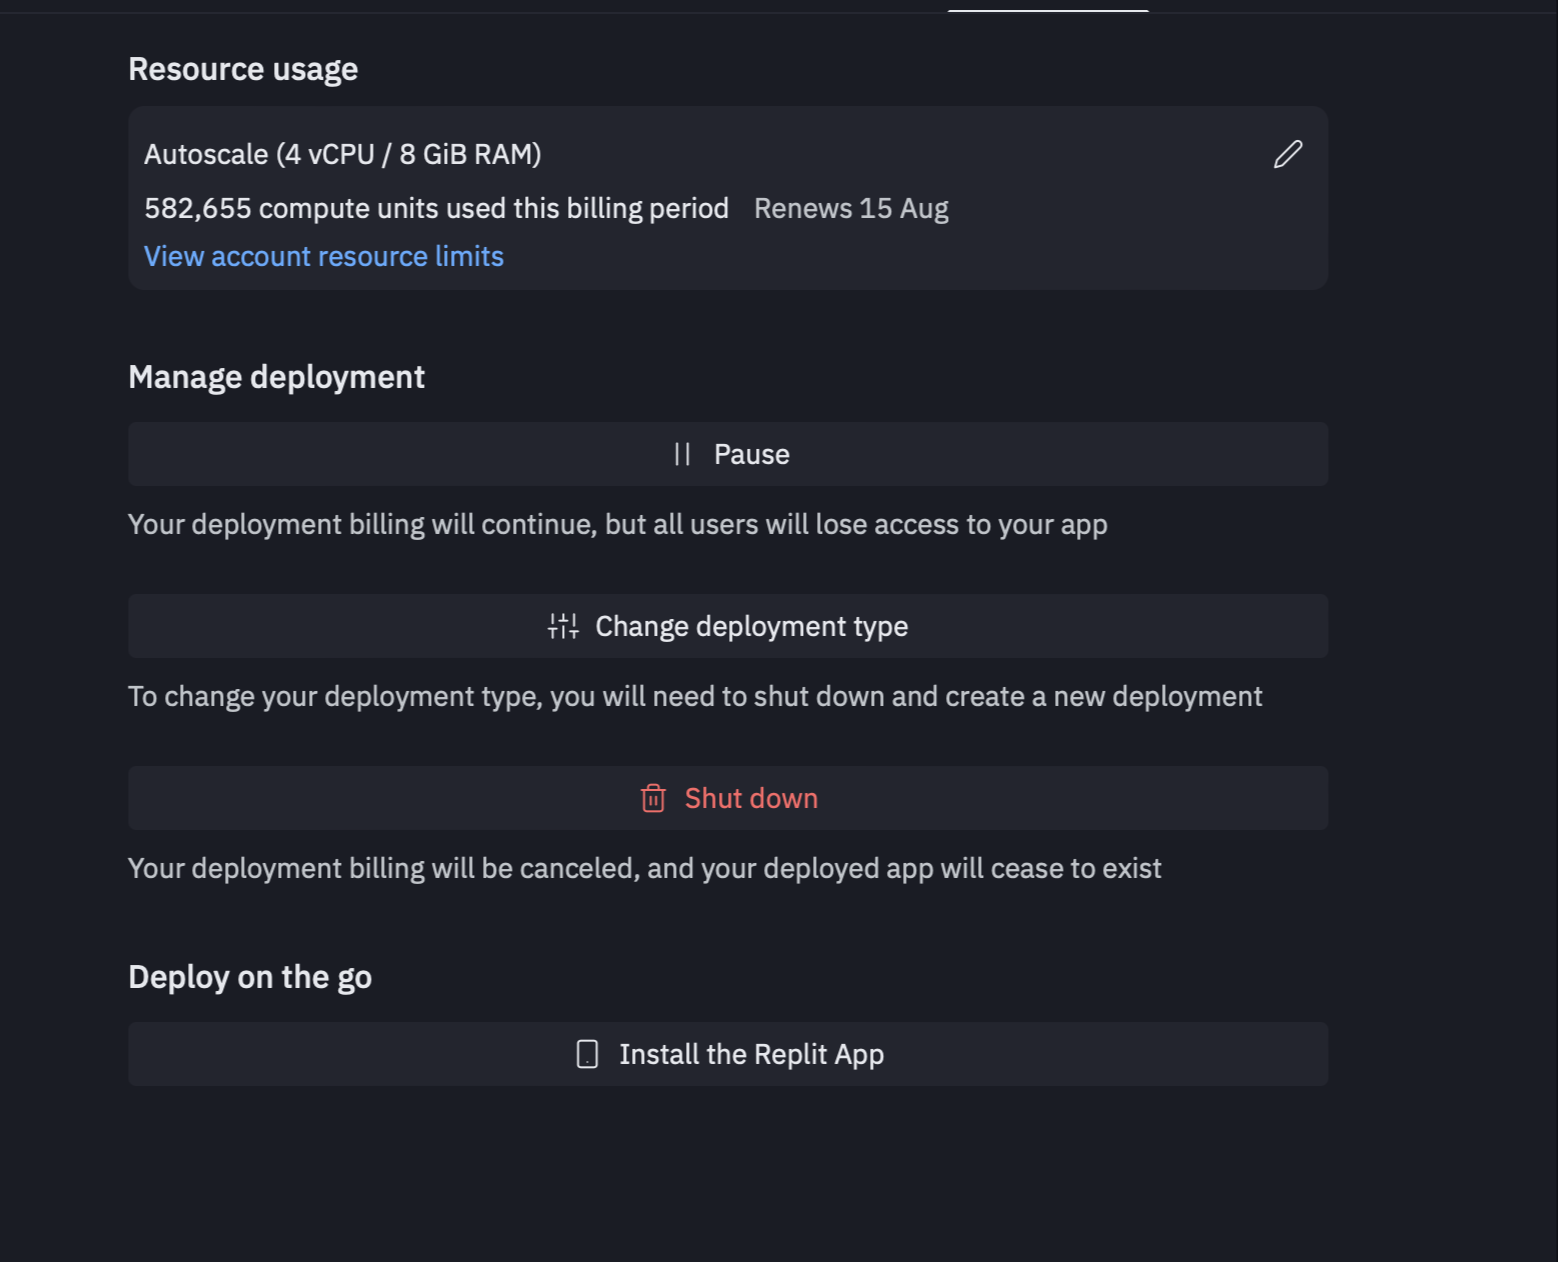 Resource usage
Autoscale (4 vCPU / 8 GiB RAM)
582,655 compute units used this billing period Renews 15 Aug
View account resource limits
Manage deployment
Pause
Your deployment billing will continue, but all users will lose access to your app
Change deployment type
To change your deployment type, you will need to shut down and create a new deployment
Shut down
Your deployment billing will be canceled, and your deployed app will cease to exist
Deploy on the go
Install the Replit App